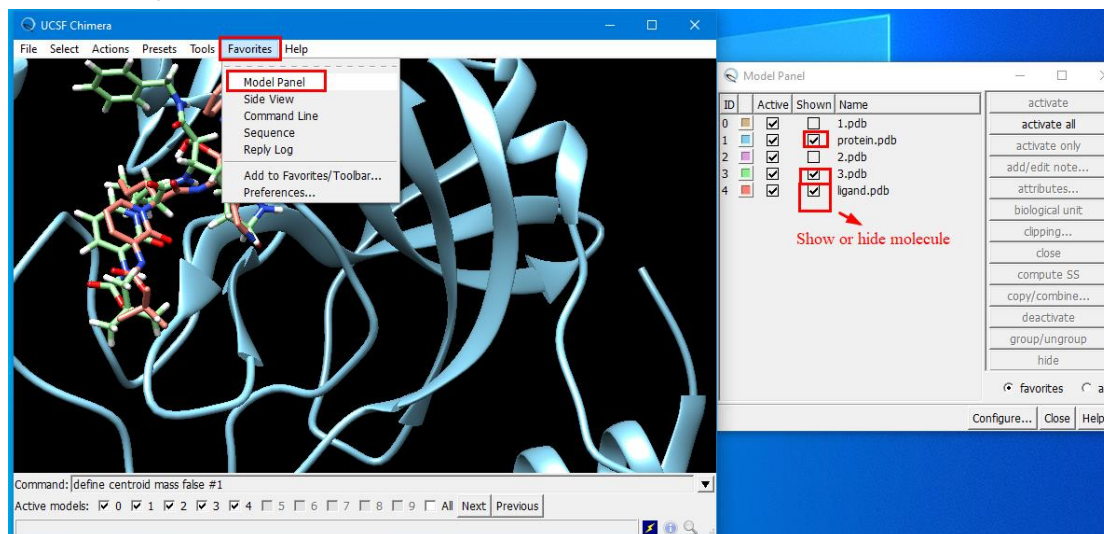 UCSF Chimera
File Select Actions Presets Tools Favorites Help
Model Panel
Side View
Command Line
Sequence
Reply Log
Add to Favorites/Toolbar...
Preferences...
Command: define centroid mass false #1
Active models: 0 1 2 3 4 5 6 7 8 9 All Next Previous
Model Panel
ID Active Shown Name
0 1.pdb
1 protein.pdb
2 2.pdb
3 3.pdb
4 ligand.pdb
Show or hide molecule
activate
activate all
activate only
add/edit note...
attributes...
biological unit
clipping...
close
compute SS
copy/combine...
deactivate
group/ungroup
hide
favorites a
Configure... Close Help